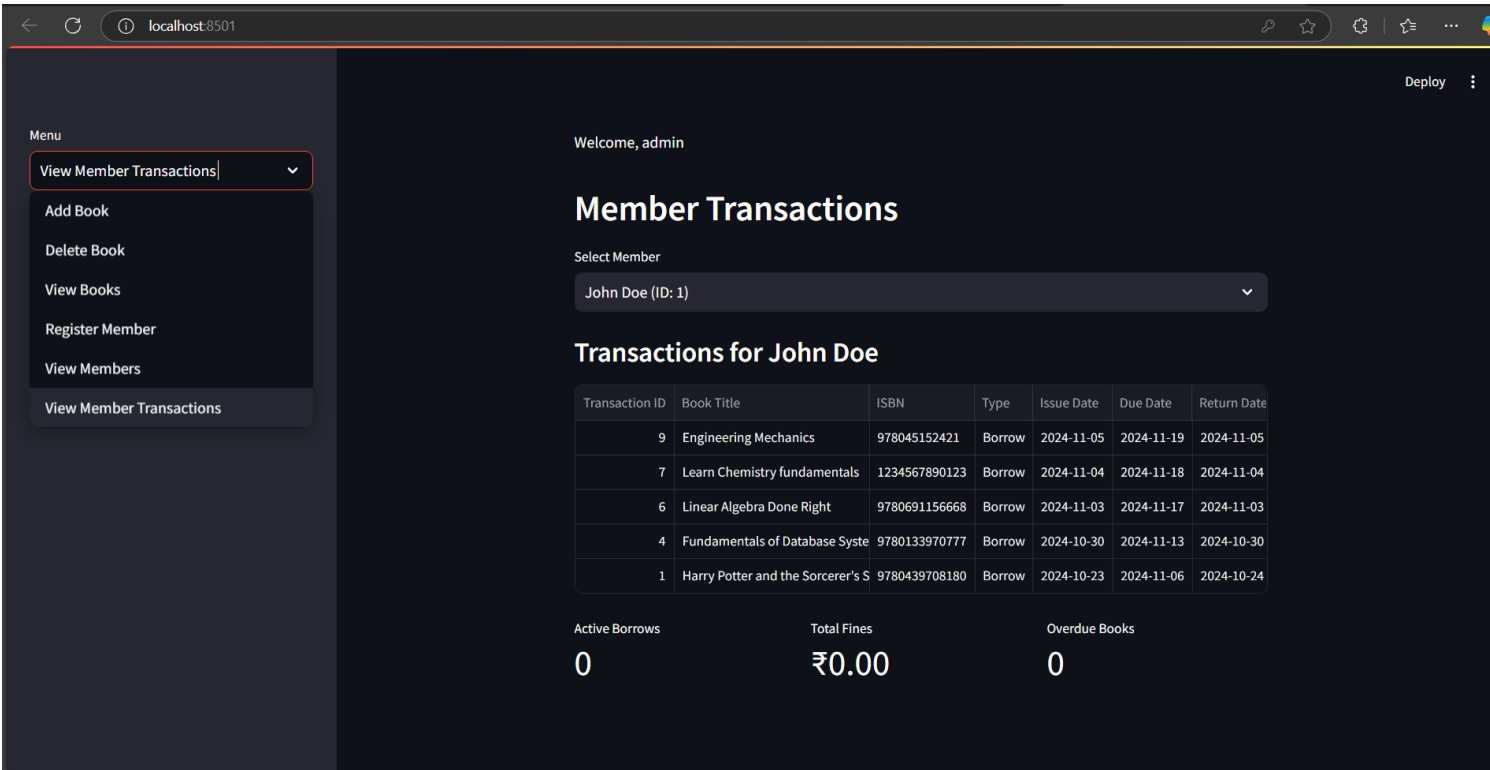 localhost:8501
Deploy
Menu
View Member Transactions
Add Book
Delete Book
View Books
Register Member
View Members
View Member Transactions
Welcome, admin
Member Transactions
Select Member
John Doe (ID: 1)
Transactions for John Doe
Transaction ID Book Title ISBN Type Issue Date Due Date Return Date
9 Engineering Mechanics 978045152421 Borrow 2024-11-05 2024-11-19 2024-11-05
7 Learn Chemistry fundamentals 1234567890123 Borrow 2024-11-04 2024-11-18 2024-11-04
6 Linear Algebra Done Right 9780691156668 Borrow 2024-11-03 2024-11-17 2024-11-03
4 Fundamentals of Database Syste 9780133970777 Borrow 2024-10-30 2024-11-13 2024-10-30
1 Harry Potter and the Sorcerer's S 9780439708180 Borrow 2024-10-23 2024-11-06 2024-10-24
Active Borrows Total Fines Overdue Books
0 ₹0.00 0